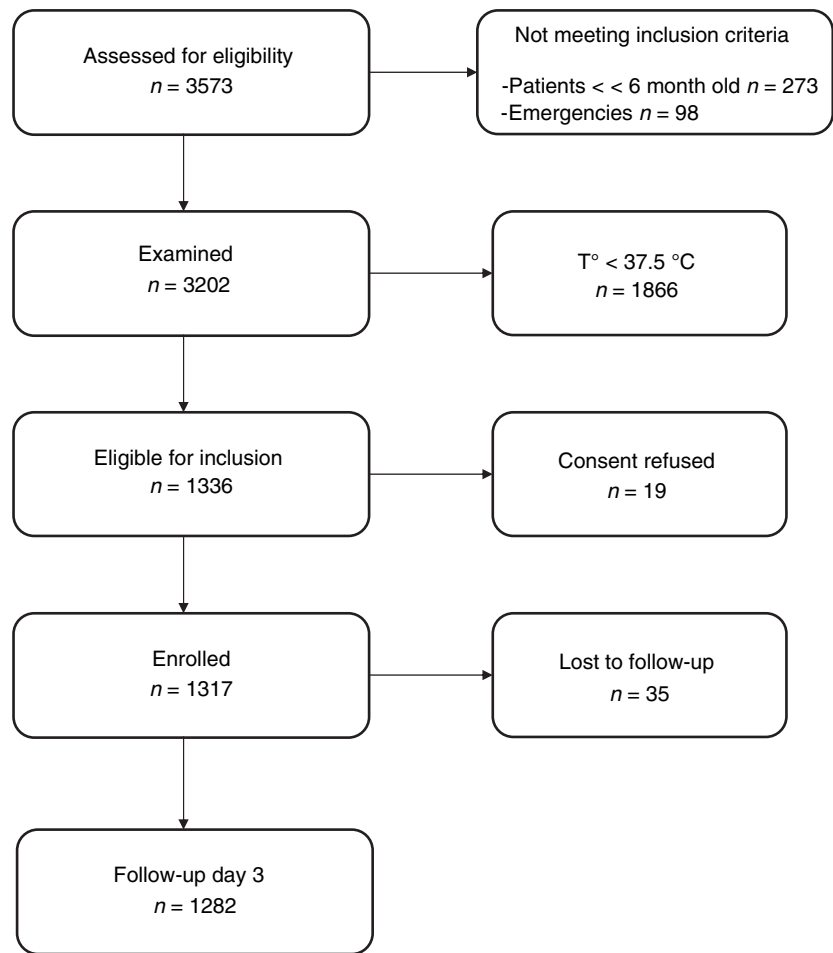 Assessed for eligibility
n = 3573
Not meeting inclusion criteria
-Patients < < 6 month old n = 273
-Emergencies n = 98
Examined
n = 3202
T° < 37.5 °C
n = 1866
Eligible for inclusion
n = 1336
Consent refused
n = 19
Enrolled
n = 1317
Lost to follow-up
n = 35
Follow-up day 3
n = 1282